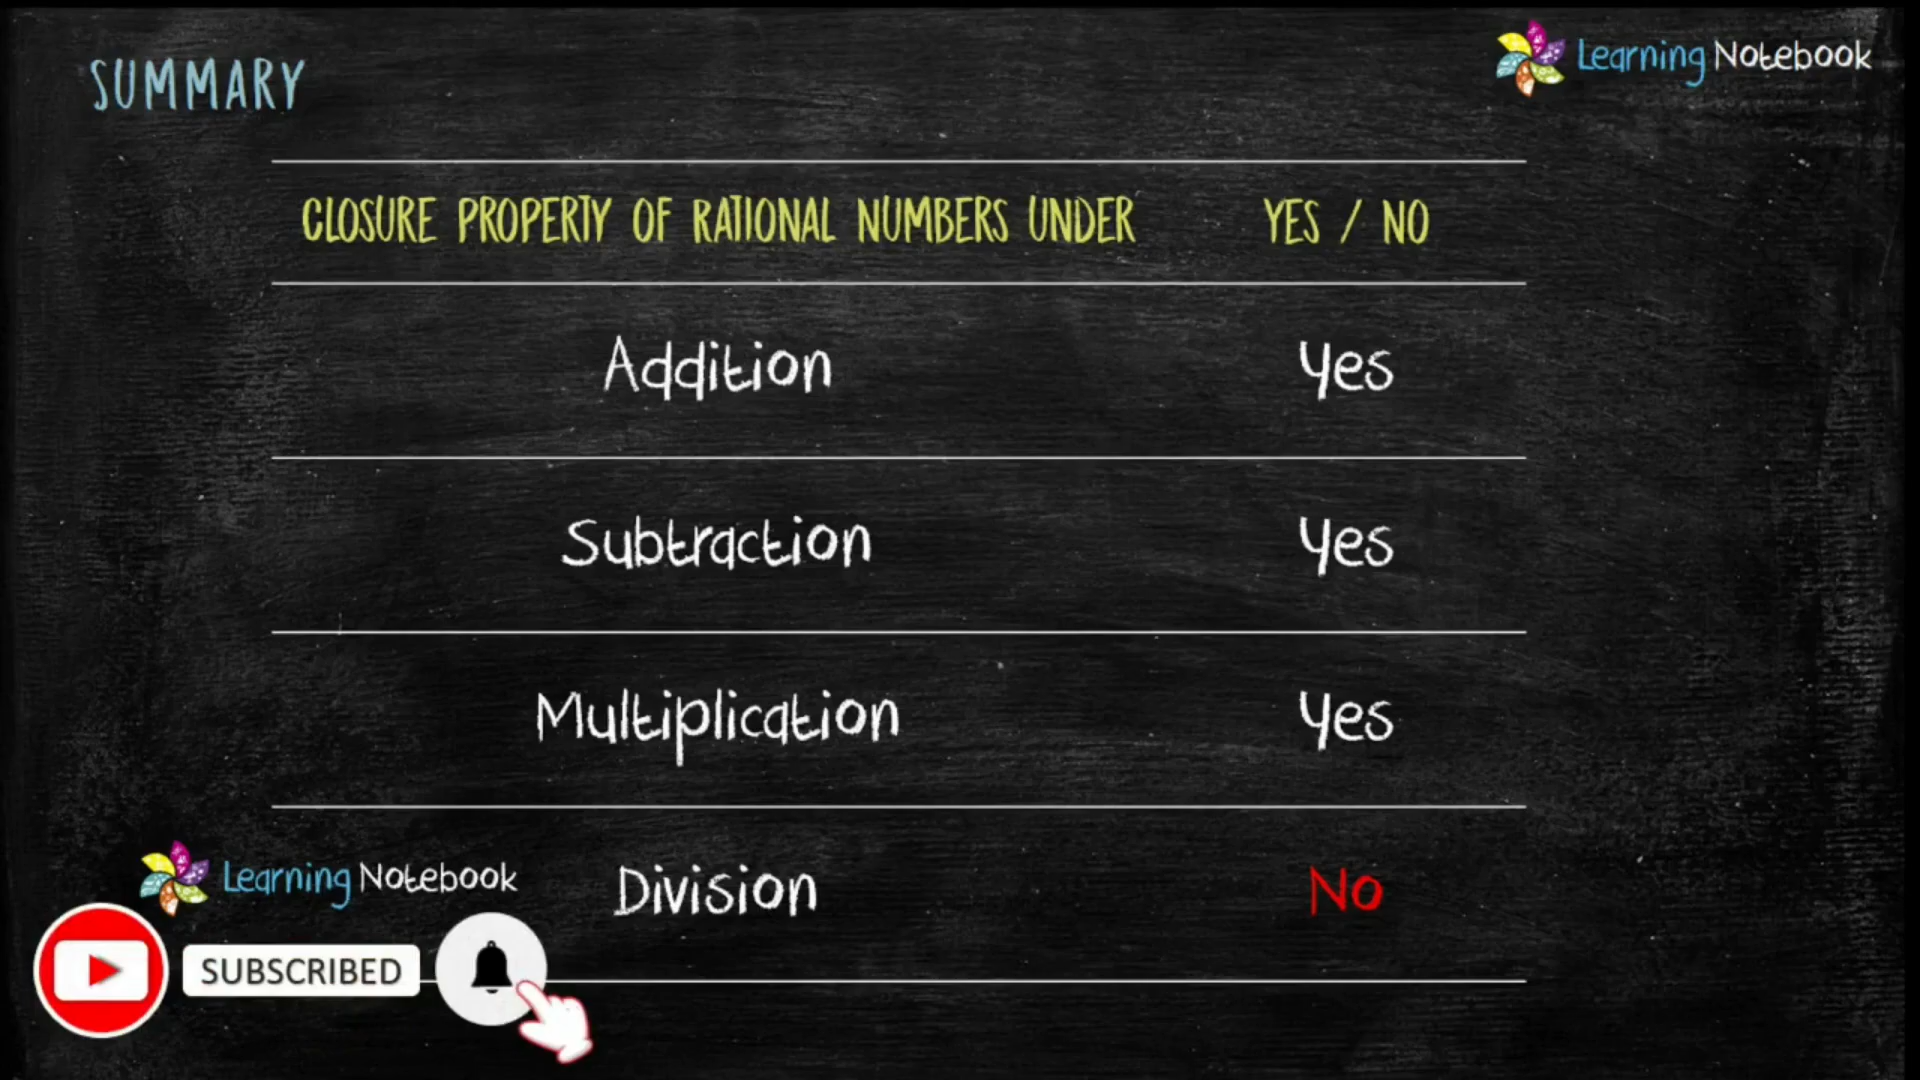 SUMMARY
Learning Notebook
CLOSURE PROPERTY OF RATIONAL NUMBERS UNDER YES / NO
Addition Yes
Subtraction Yes
Multiplication Yes
Learning Notebook
Division No
SUBSCRIBED